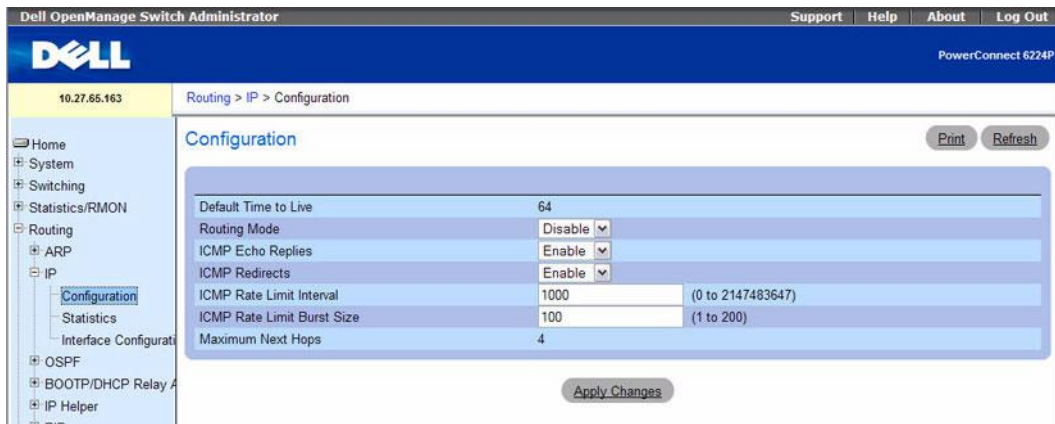 Dell OpenManage Switch Administrator
Support Help About Log Out
DELL
PowerConnect 6224P
10.27.65.163
Routing > IP > Configuration
Home
System
Switching
Statistics/RMON
Routing
ARP
IP
Configuration
Statistics
Interface Configurati
OSPF
BOOTP/DHCP Relay A
IP Helper
Configuration
Print Refresh
Default Time to Live 64
Routing Mode Disable
ICMP Echo Replies Enable
ICMP Redirects Enable
ICMP Rate Limit Interval 1000 (0 to 2147483647)
ICMP Rate Limit Burst Size 100 (1 to 200)
Maximum Next Hops 4
Apply Changes